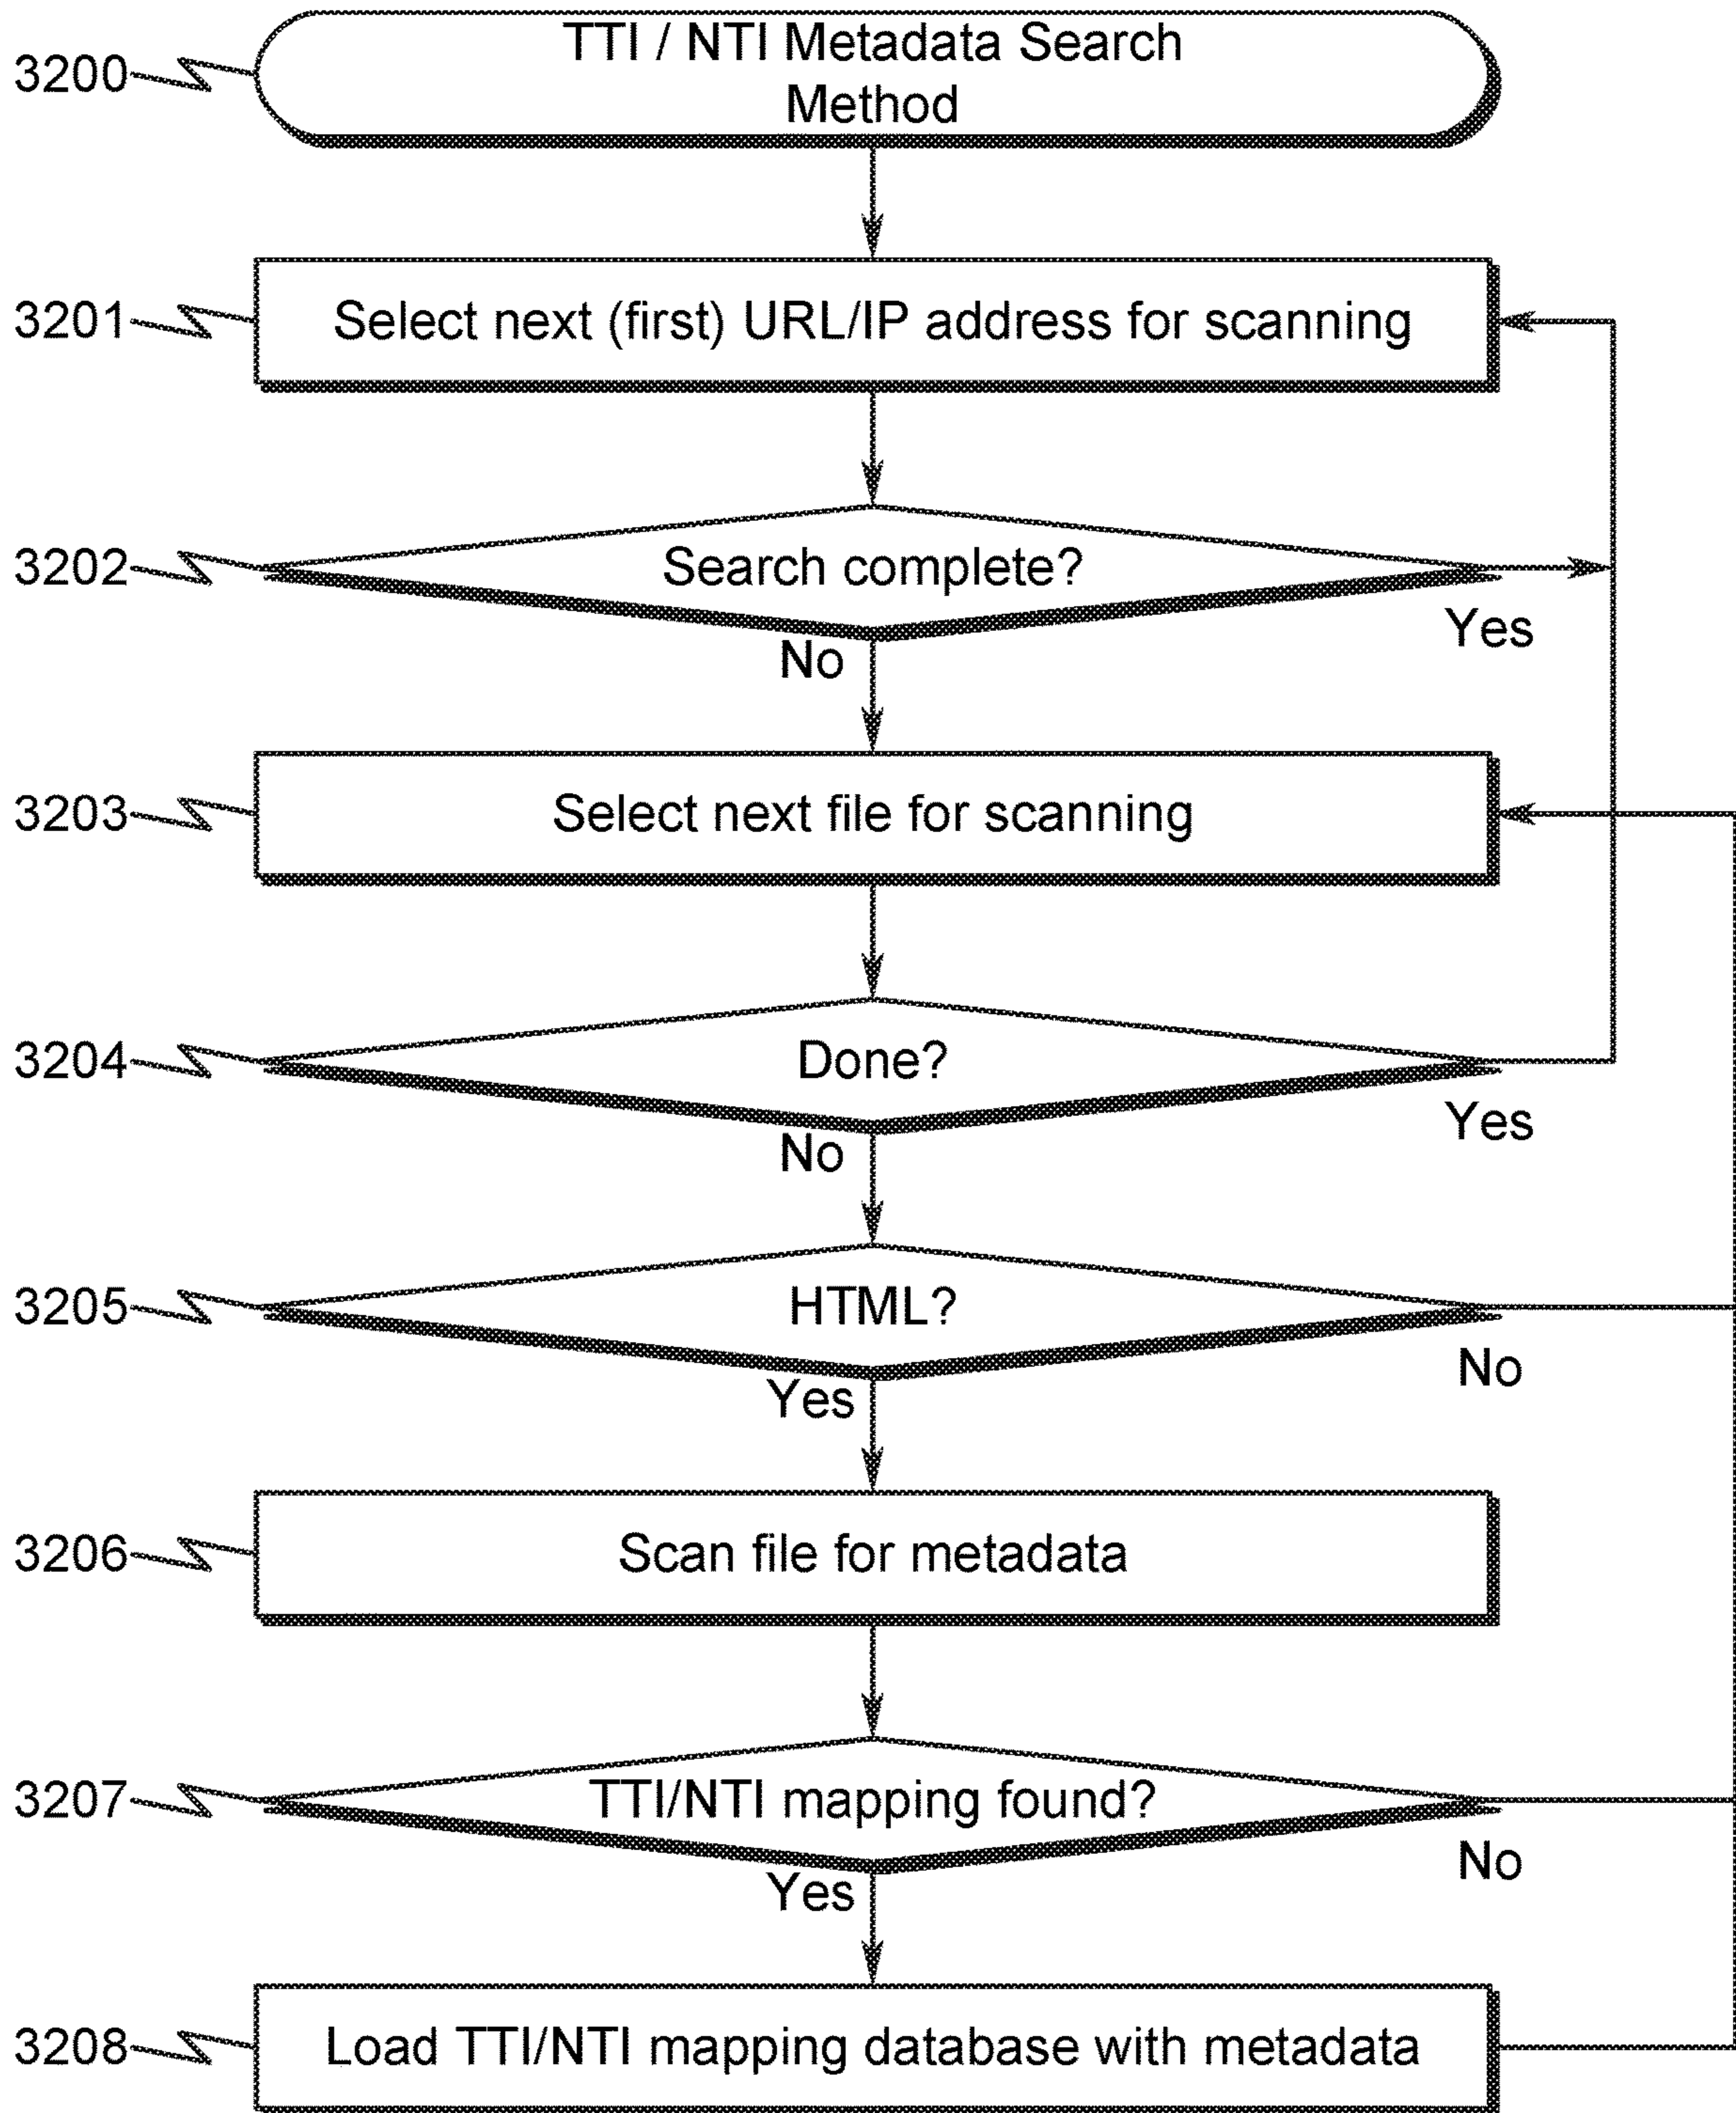 3200
TTI / NTI Metadata Search
Method
3201
Select next (first) URL/IP address for scanning
3202
Search complete?
Yes
No
3203
Select next file for scanning
3204
Done?
Yes
No
3205
HTML?
No
Yes
3206
Scan file for metadata
3207
TTI/NTI mapping found?
No
Yes
3208
Load TTI/NTI mapping database with metadata